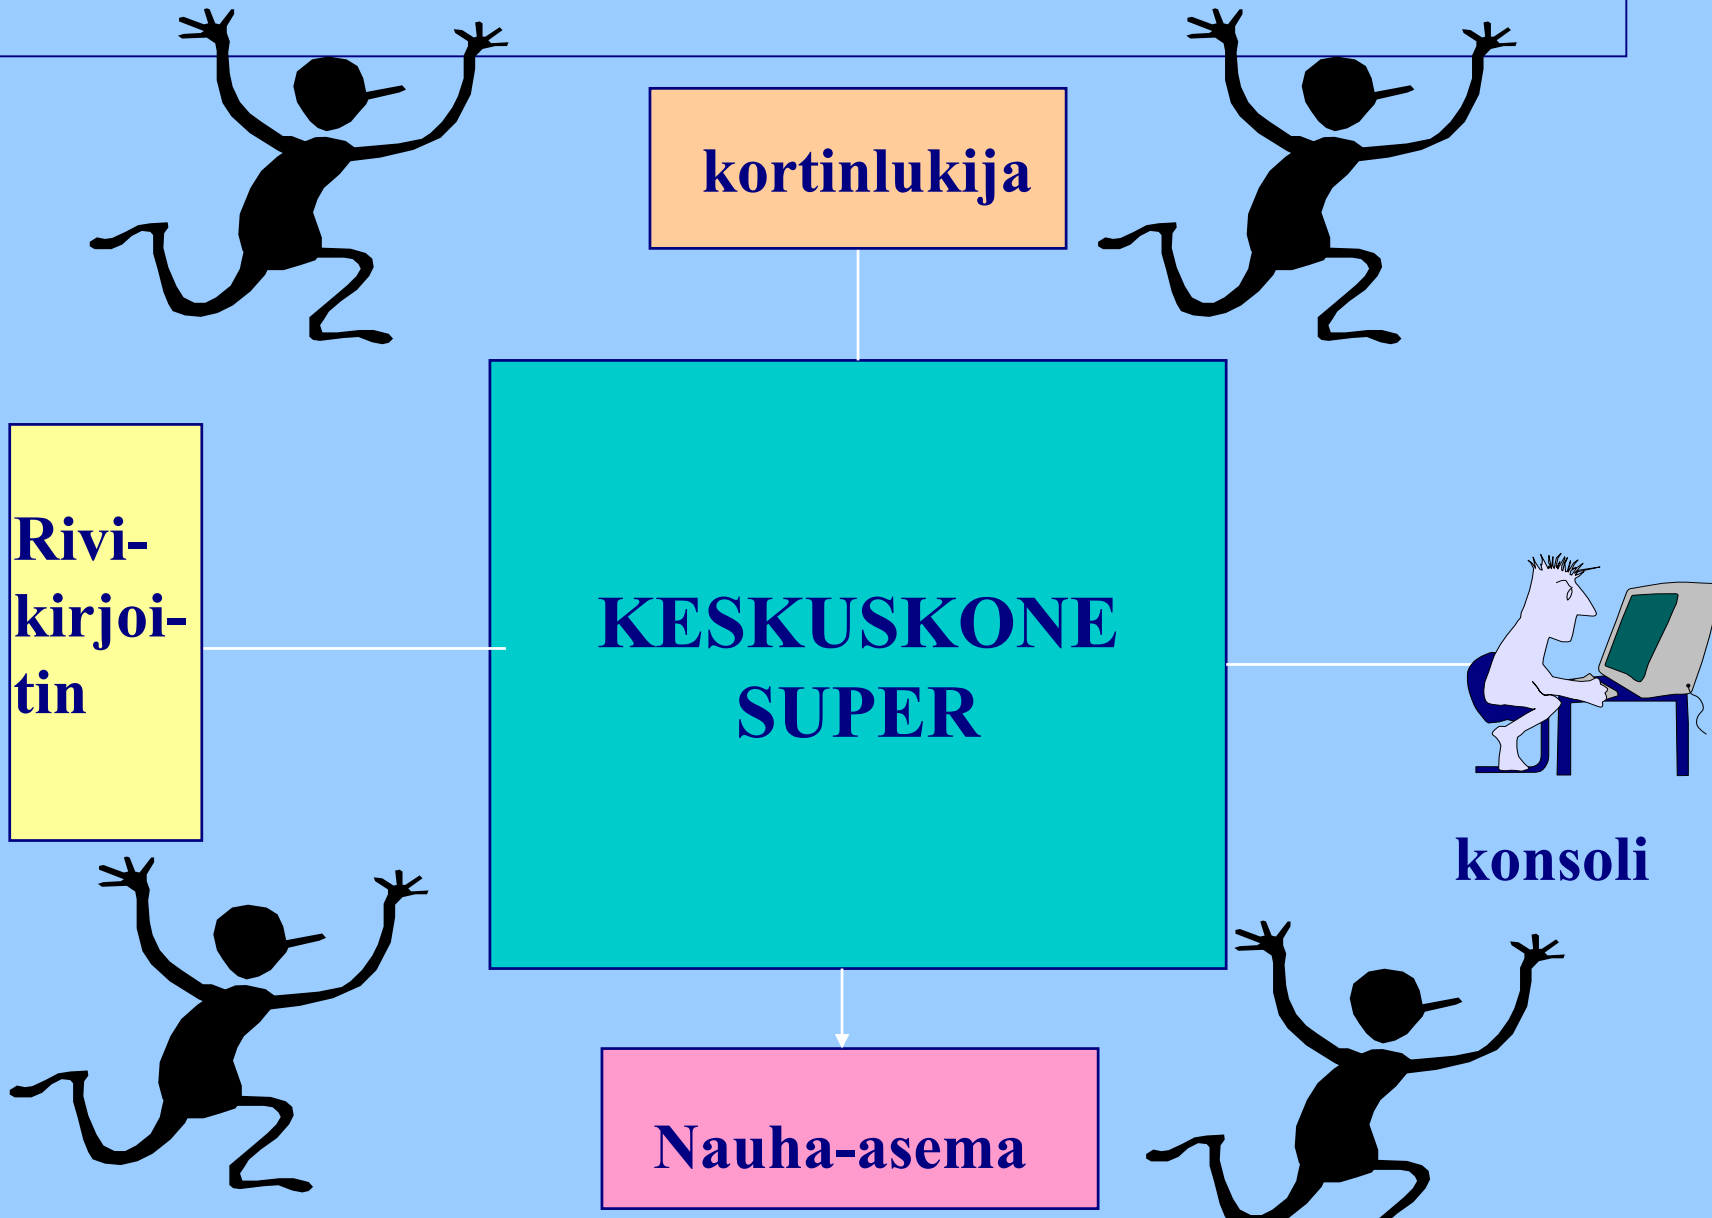 kortinlukija
Rivi-
kirjoi-
tin
KESKUSKONE
SUPER
konsoli
Nauha-asema